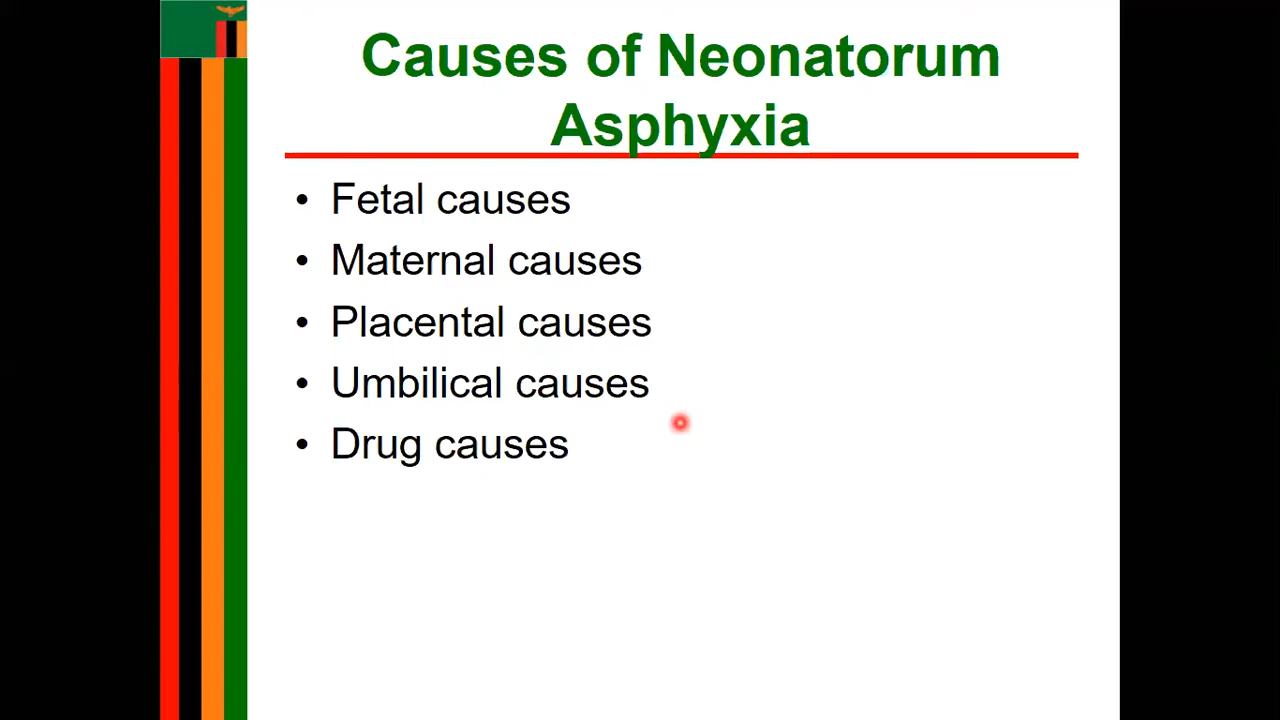 Causes of Neonatorum
Asphyxia
• Fetal causes
• Maternal causes
• Placental causes
• Umbilical causes
• Drug causes